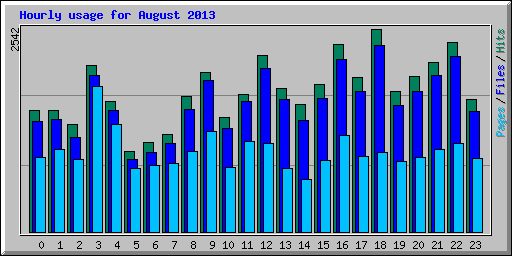 Hourly usage for August 2013
2542
Pages/Files/Hits
0 1 2 3 4 5 6 7 8 9 10 11 12 13 14 15 16 17 18 19 20 21 22 23